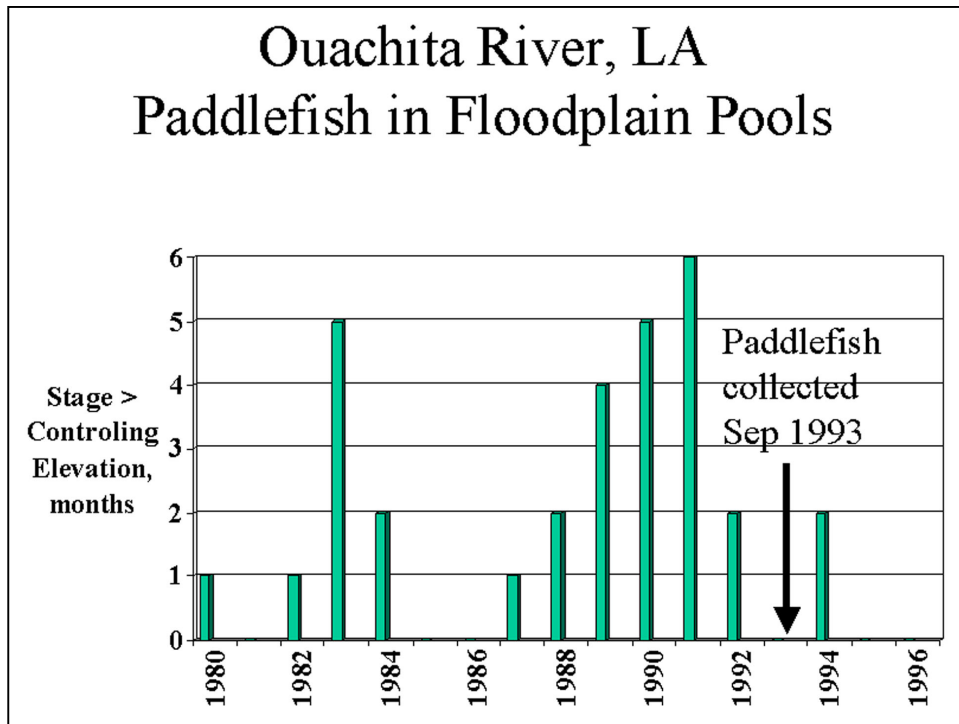 Ouachita River, LA
Paddlefish in Floodplain Pools
6
5
4
3
2
1
0
Stage >
Controling
Elevation,
months
Paddlefish
collected
Sep 1993
1980
1982
1984
1986
1988
1990
1992
1994
1996